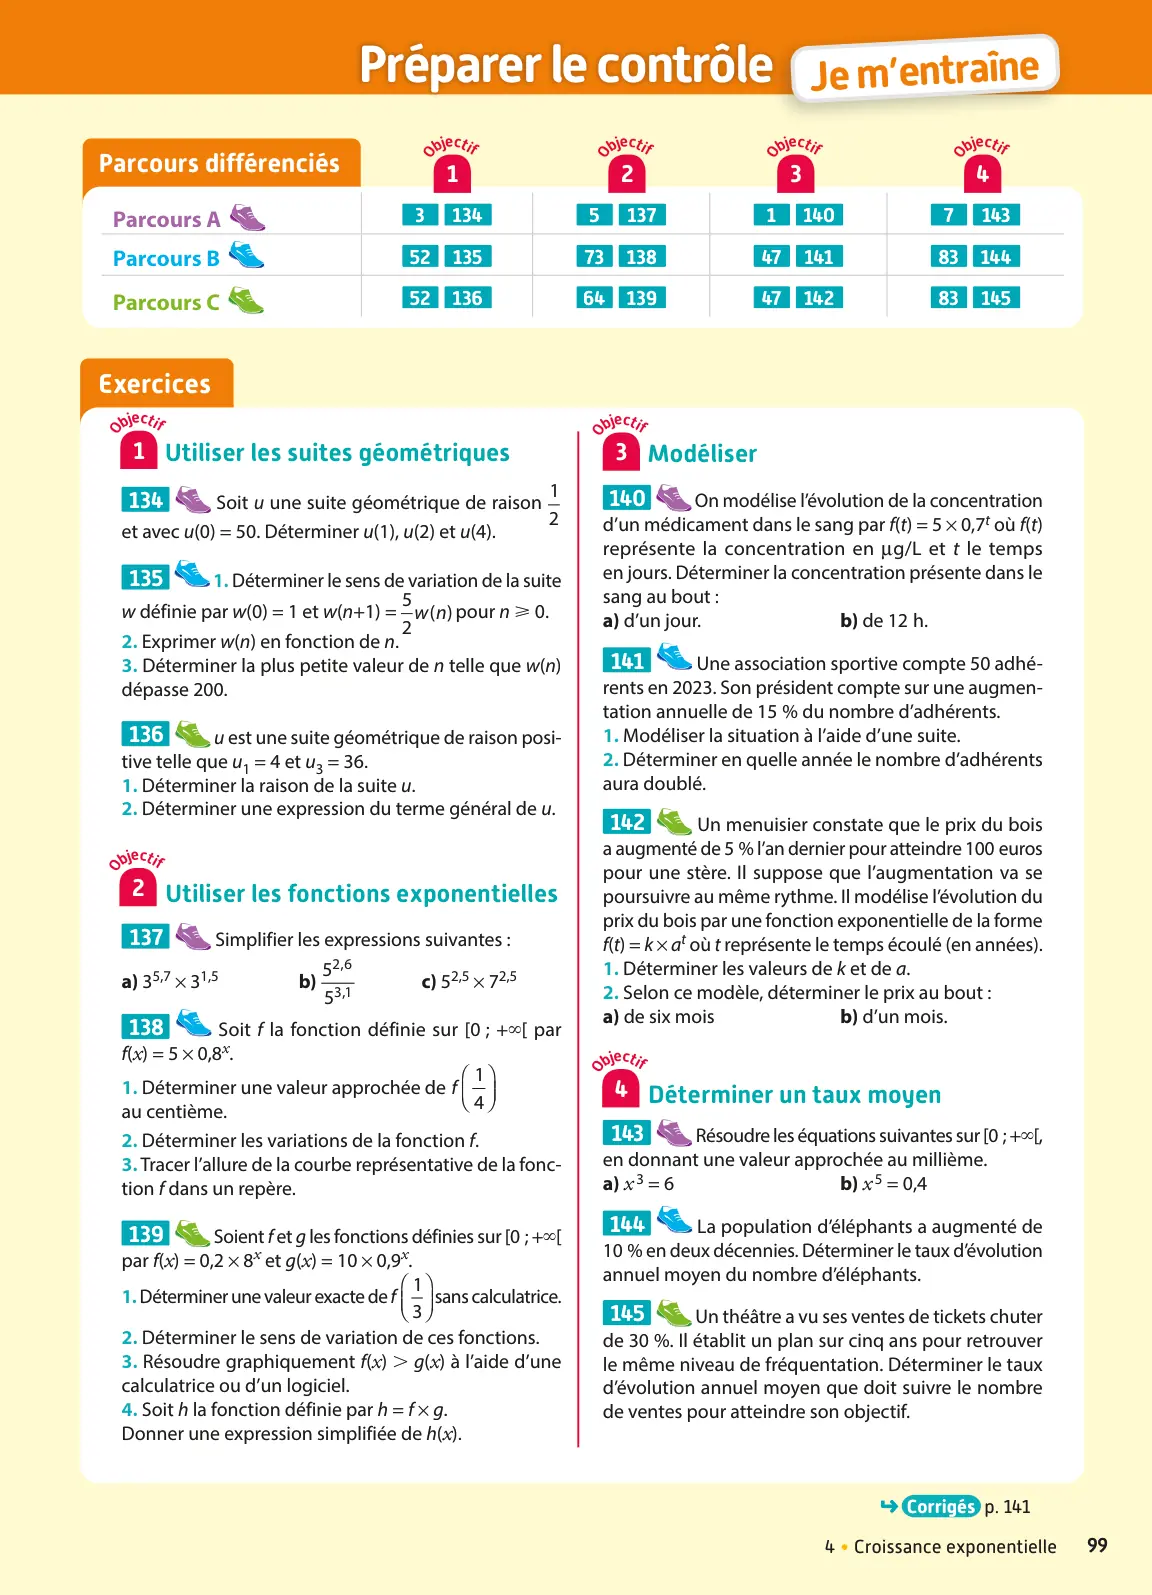 Préparer le contrôle
Je m'entraîne
Parcours différenciés
Objectif 1
Objectif 2
Objectif 3
Objectif 4
Parcours A
3 134
5 137
1 140
7 143
Parcours B
52 135
73 138
47 141
83 144
Parcours C
52 136
64 139
47 142
83 145
Exercices
Objectif
1 Utiliser les suites géométriques
134 Soit u une suite géométrique de raison 1/2
et avec u(0) = 50. Déterminer u(1), u(2) et u(4).
135 1. Déterminer le sens de variation de la suite
w définie par w(0) = 1 et w(n+1) = 5/2 w(n) pour n ⩾ 0.
2. Exprimer w(n) en fonction de n.
3. Déterminer la plus petite valeur de n telle que w(n)
dépasse 200.
136 u est une suite géométrique de raison posi-
tive telle que u₁ = 4 et u₃ = 36.
1. Déterminer la raison de la suite u.
2. Déterminer une expression du terme général de u.
Objectif
2 Utiliser les fonctions exponentielles
137 Simplifier les expressions suivantes :
a) 3^5,7 × 3^1,5 b) 5^2,6/5^3,1 c) 5^2,5 × 7^2,5
138 Soit f la fonction définie sur [0 ; +∞[ par
f(x) = 5 × 0,8^x.
1. Déterminer une valeur approchée de f(1/4)
au centième.
2. Déterminer les variations de la fonction f.
3. Tracer l'allure de la courbe représentative de la fonc-
tion f dans un repère.
139 Soient f et g les fonctions définies sur [0 ; +∞[
par f(x) = 0,2 × 8^x et g(x) = 10 × 0,9^x.
1. Déterminer une valeur exacte de f(1/3) sans calculatrice.
2. Déterminer le sens de variation de ces fonctions.
3. Résoudre graphiquement f(x) > g(x) à l'aide d'une
calculatrice ou d'un logiciel.
4. Soit h la fonction définie par h = f × g.
Donner une expression simplifiée de h(x).
Objectif
3 Modéliser
140 On modélise l'évolution de la concentration
d'un médicament dans le sang par f(t) = 5 × 0,7^t où f(t)
représente la concentration en µg/L et t le temps
en jours. Déterminer la concentration présente dans le
sang au bout :
a) d'un jour. b) de 12 h.
141 Une association sportive compte 50 adhé-
rents en 2023. Son président compte sur une augmen-
tation annuelle de 15 % du nombre d'adhérents.
1. Modéliser la situation à l'aide d'une suite.
2. Déterminer en quelle année le nombre d'adhérents
aura doublé.
142 Un menuisier constate que le prix du bois
a augmenté de 5 % l'an dernier pour atteindre 100 euros
pour une stère. Il suppose que l'augmentation va se
poursuivre au même rythme. Il modélise l'évolution du
prix du bois par une fonction exponentielle de la forme
f(t) = k × a^t où t représente le temps écoulé (en années).
1. Déterminer les valeurs de k et de a.
2. Selon ce modèle, déterminer le prix au bout :
a) de six mois b) d'un mois.
Objectif
4 Déterminer un taux moyen
143 Résoudre les équations suivantes sur [0 ; +∞[,
en donnant une valeur approchée au millième.
a) x^3 = 6 b) x^5 = 0,4
144 La population d'éléphants a augmenté de
10 % en deux décennies. Déterminer le taux d'évolution
annuel moyen du nombre d'éléphants.
145 Un théâtre a vu ses ventes de tickets chuter
de 30 %. Il établit un plan sur cinq ans pour retrouver
le même niveau de fréquentation. Déterminer le taux
d'évolution annuel moyen que doit suivre le nombre
de ventes pour atteindre son objectif.
Corrigés p. 141
4 • Croissance exponentielle 99